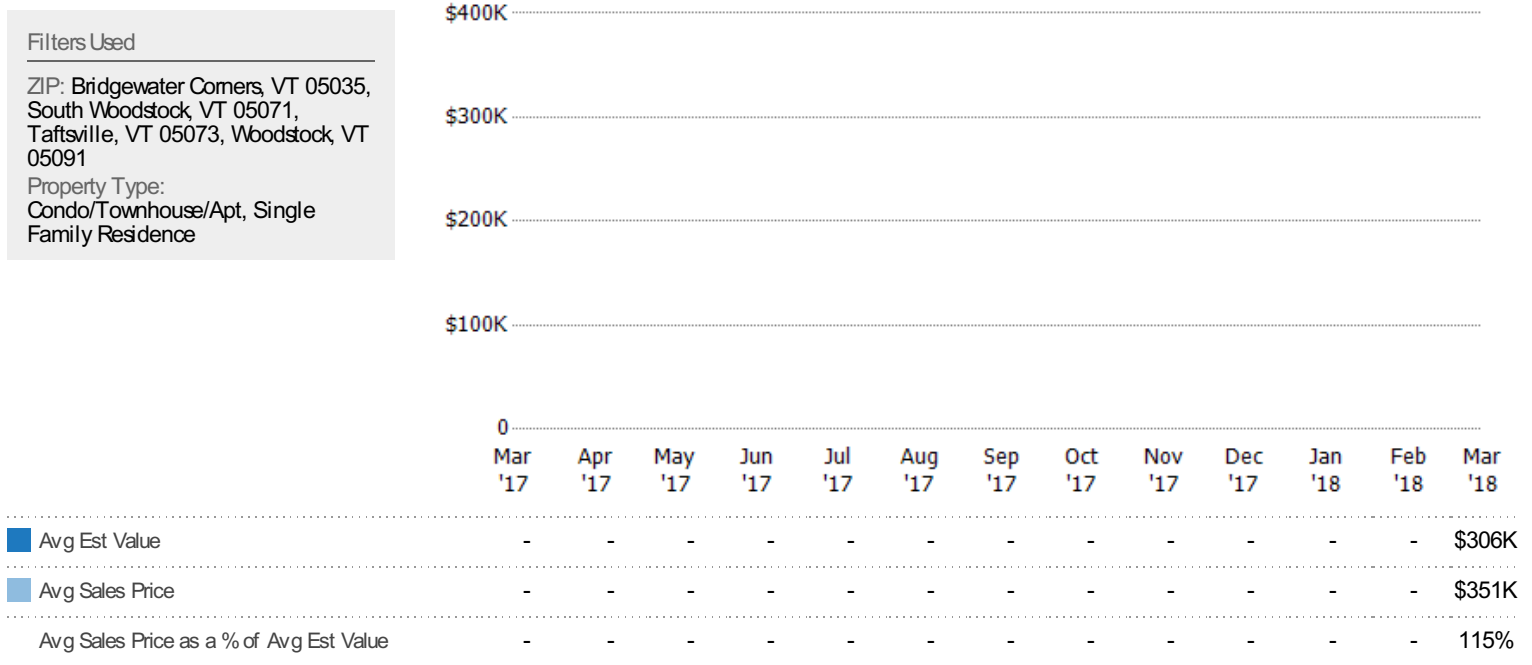 Filters Used
ZIP: Bridgewater Corners, VT 05035,
South Woodstock, VT 05071,
Taftsville, VT 05073, Woodstock, VT
05091
Property Type:
Condo/Townhouse/Apt, Single
Family Residence
$400K
$300K
$200K
$100K
0
Mar Apr May Jun Jul Aug Sep Oct Nov Dec Jan Feb Mar
'17 '17 '17 '17 '17 '17 '17 '17 '17 '17 '18 '18 '18
Avg Est Value - - - - - - - - - - - - $306K
Avg Sales Price - - - - - - - - - - - - $351K
Avg Sales Price as a % of Avg Est Value - - - - - - - - - - - - 115%